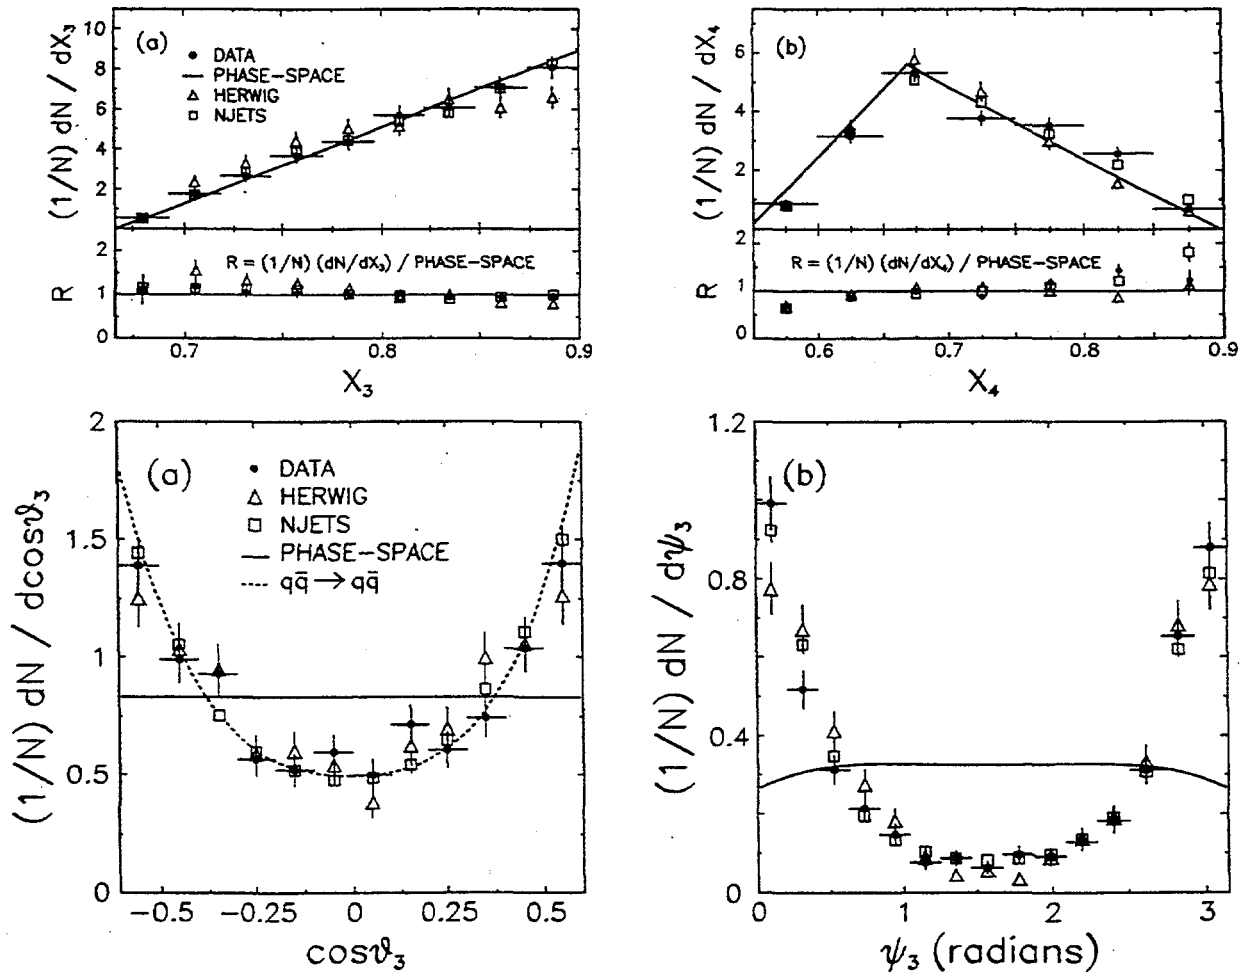 (a)
DATA
PHASE-SPACE
HERWIG
NJETS
(1/N) dN / dX₃
10
8
6
4
2
R = (1/N) (dN/dX₃) / PHASE-SPACE
R
2
1
0
0.7
0.8
0.9
X₃
(b)
(1/N) dN / dX₄
6
4
2
R = (1/N) (dN/dX₄) / PHASE-SPACE
R
2
1
0
0.6
0.7
0.8
0.9
X₄
(a)
DATA
HERWIG
NJETS
PHASE-SPACE
qq̄ → qq̄
(1/N) dN / dcosϑ₃
2
1.5
1
0.5
0
-0.5
-0.25
0
0.25
0.5
cosϑ₃
(b)
(1/N) dN / dψ₃
1.2
0.8
0.4
0
0
1
2
3
ψ₃ (radians)